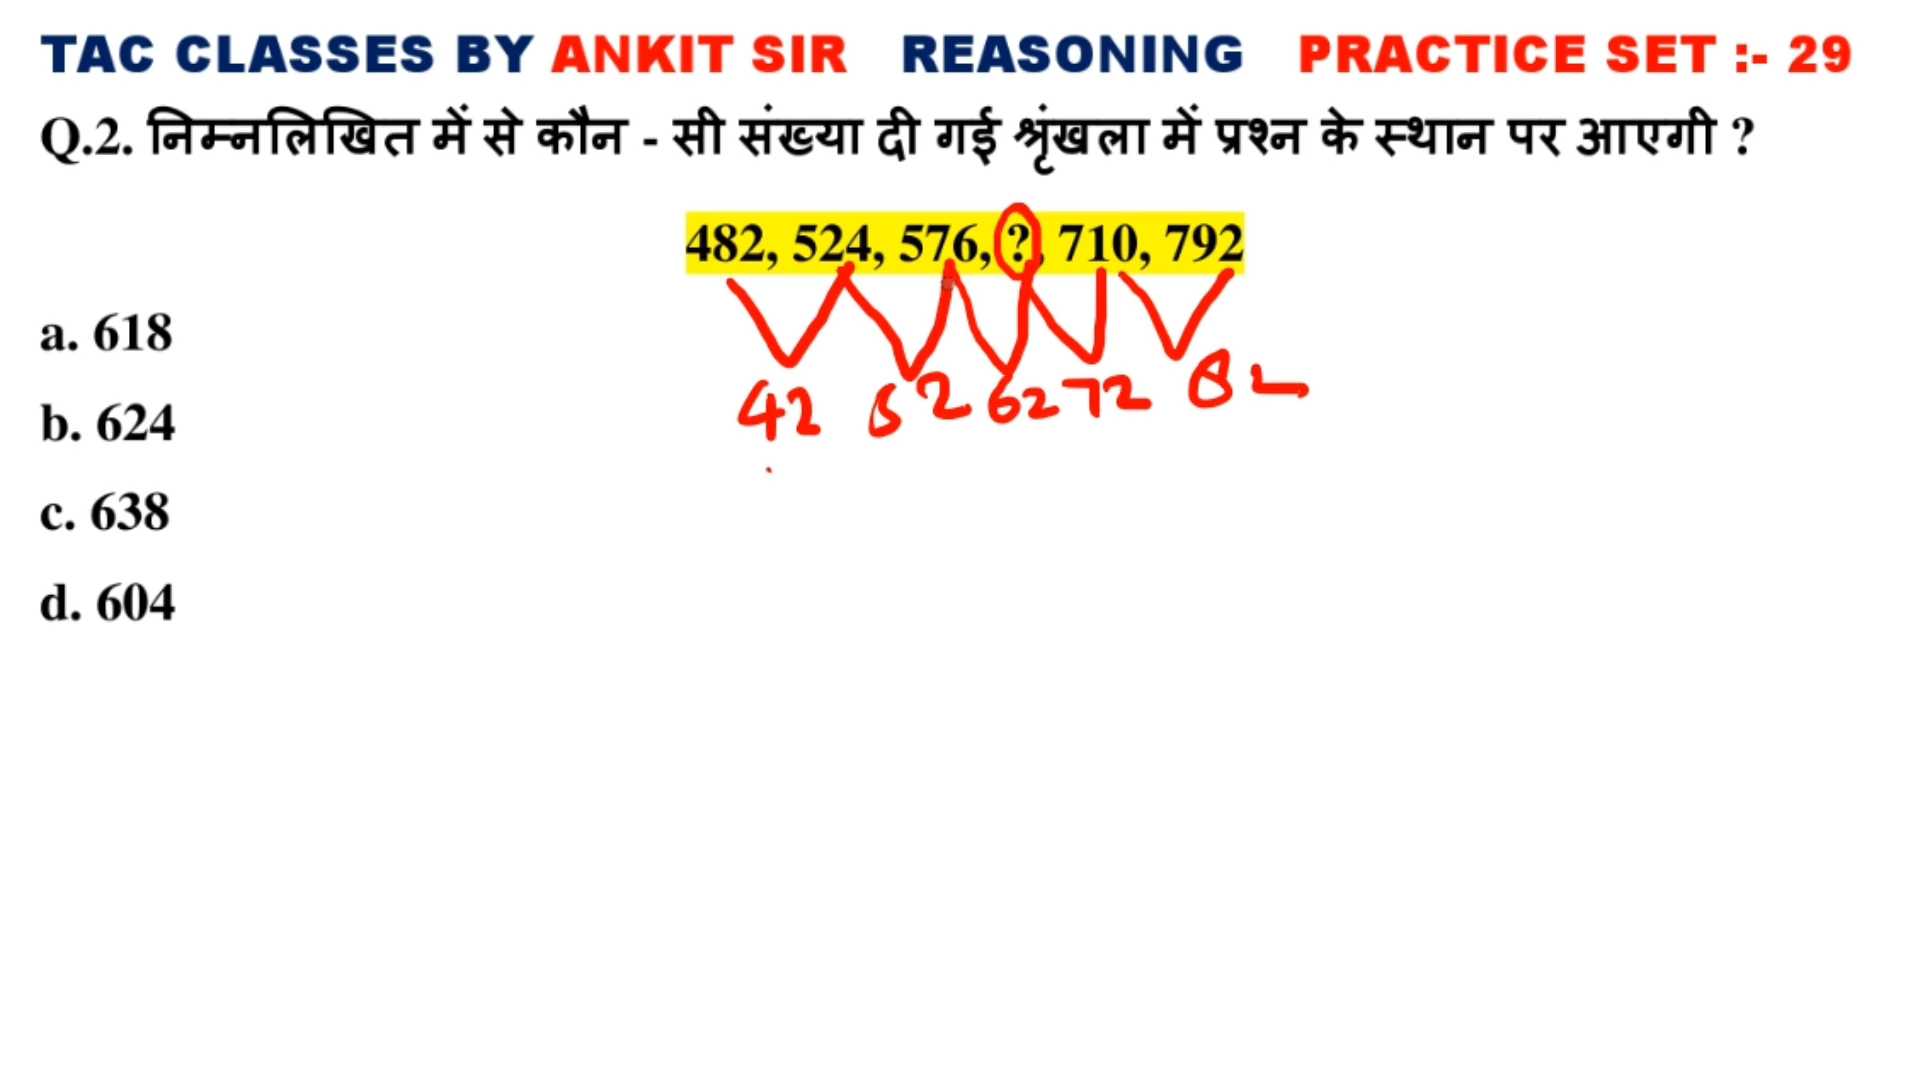 TAC CLASSES BY ANKIT SIR REASONING PRACTICE SET :- 29
Q.2. निम्नलिखित में से कौन - सी संख्या दी गई श्रृंखला में प्रश्न के स्थान पर आएगी ?
482, 524, 576, ?, 710, 792
42 52 62 72 82
a. 618
b. 624
c. 638
d. 604